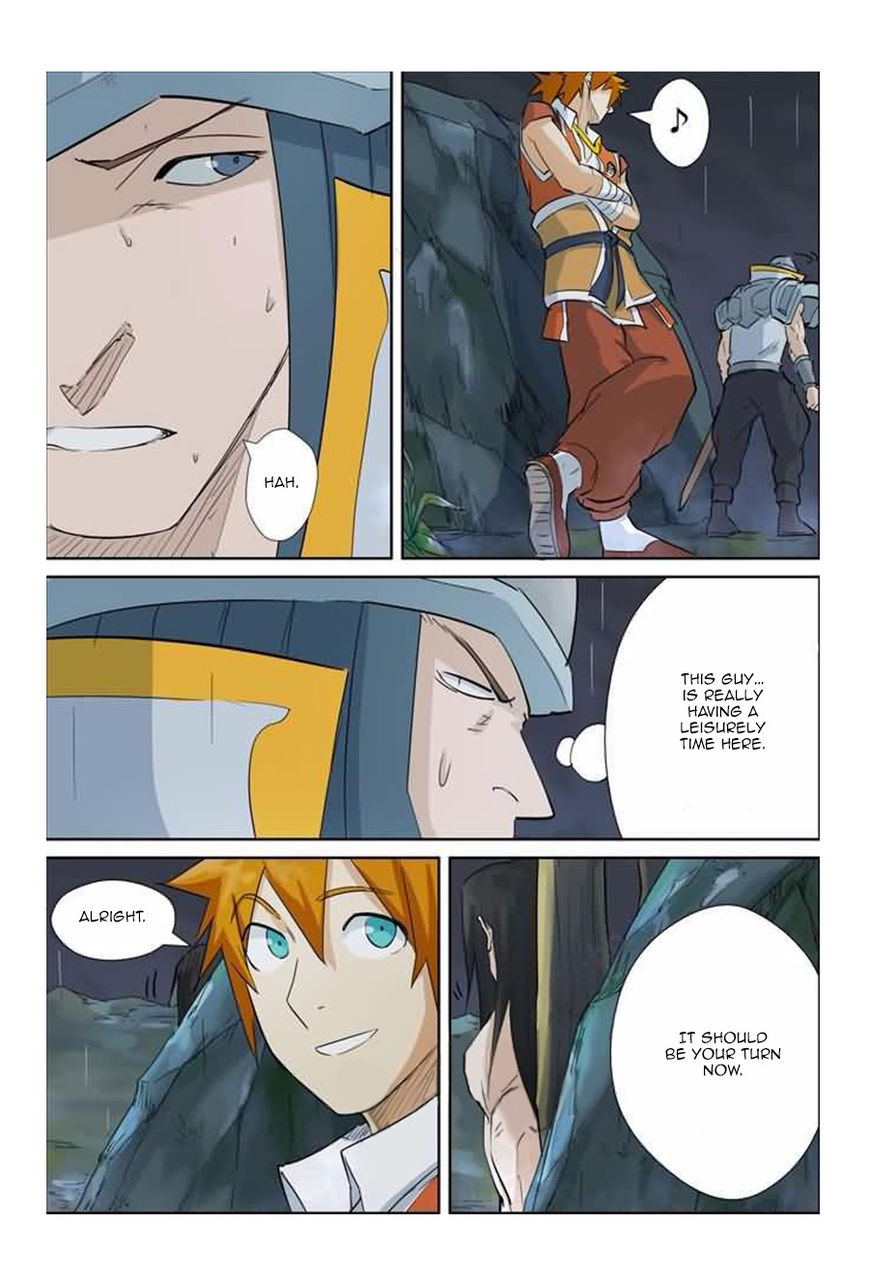 HAH.
♪
THIS GUY...
IS REALLY
HAVING A
LEISURELY
TIME HERE.
ALRIGHT.
IT SHOULD
BE YOUR TURN
NOW.